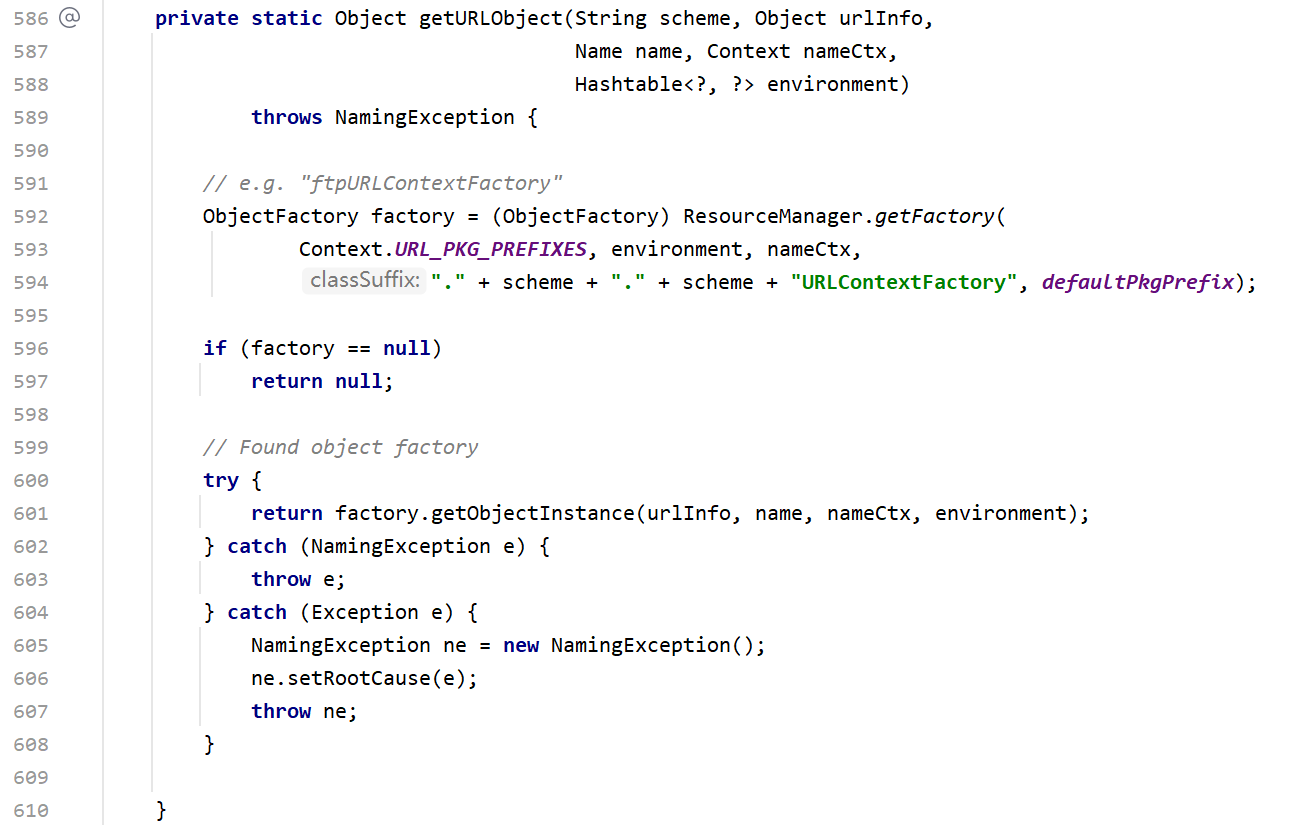 586 @ private static Object getURLObject(String scheme, Object urlInfo,
587 Name name, Context nameCtx,
588 Hashtable<?, ?> environment)
589 throws NamingException {
590
591 // e.g. "ftpURLContextFactory"
592 ObjectFactory factory = (ObjectFactory) ResourceManager.getFactory(
593 Context.URL_PKG_PREFIXES, environment, nameCtx,
594 classSuffix: "." + scheme + "." + scheme + "URLContextFactory", defaultPkgPrefix);
595
596 if (factory == null)
597 return null;
598
599 // Found object factory
600 try {
601 return factory.getObjectInstance(urlInfo, name, nameCtx, environment);
602 } catch (NamingException e) {
603 throw e;
604 } catch (Exception e) {
605 NamingException ne = new NamingException();
606 ne.setRootCause(e);
607 throw ne;
608 }
609
610 }